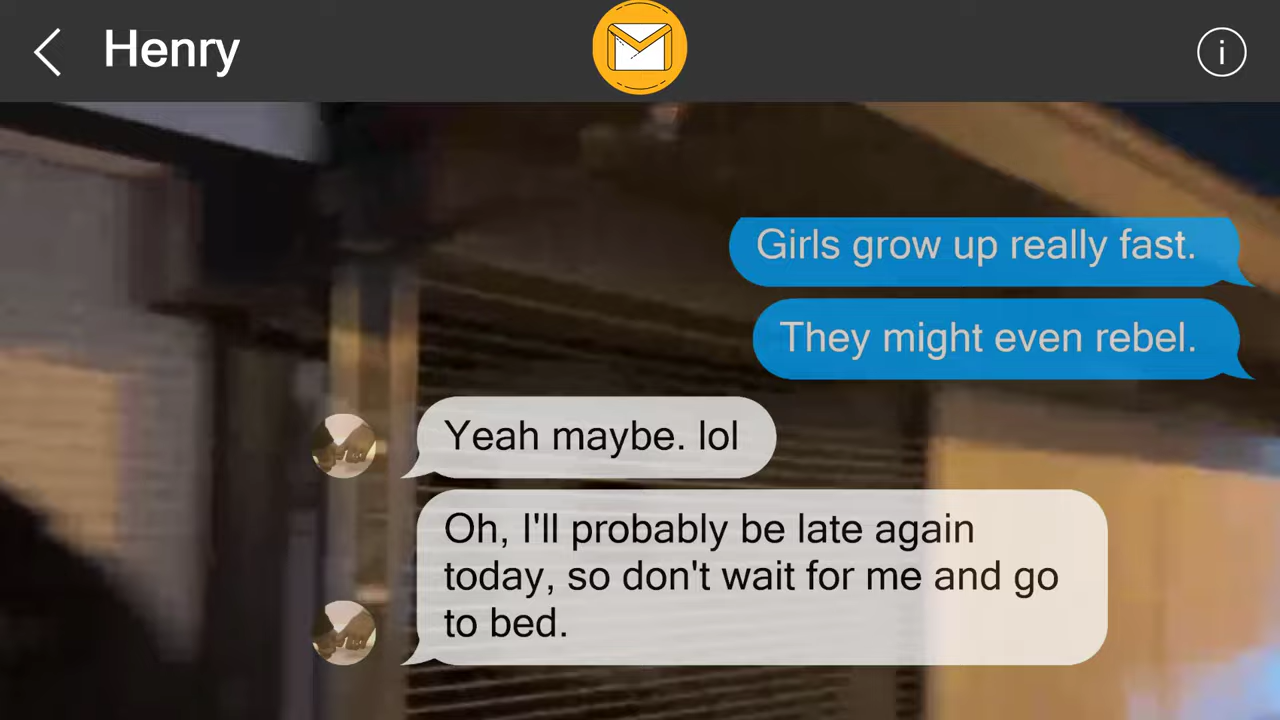 Henry
i
Girls grow up really fast.
They might even rebel.
Yeah maybe. lol
Oh, I'll probably be late again
today, so don't wait for me and go
to bed.